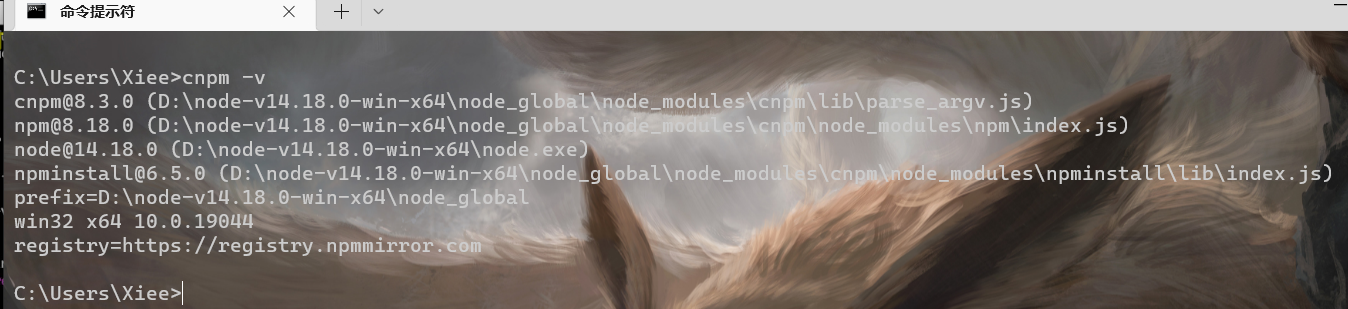 命令提示符
C:\Users\Xiee>cnpm -v
cnpm@8.3.0 (D:\node-v14.18.0-win-x64\node_global\node_modules\cnpm\lib\parse_argv.js)
npm@8.18.0 (D:\node-v14.18.0-win-x64\node_global\node_modules\cnpm\node_modules\npm\index.js)
node@14.18.0 (D:\node-v14.18.0-win-x64\node.exe)
npminstall@6.5.0 (D:\node-v14.18.0-win-x64\node_global\node_modules\cnpm\node_modules\npminstall\lib\index.js)
prefix=D:\node-v14.18.0-win-x64\node_global
win32 x64 10.0.19044
registry=https://registry.npmmirror.com
C:\Users\Xiee>